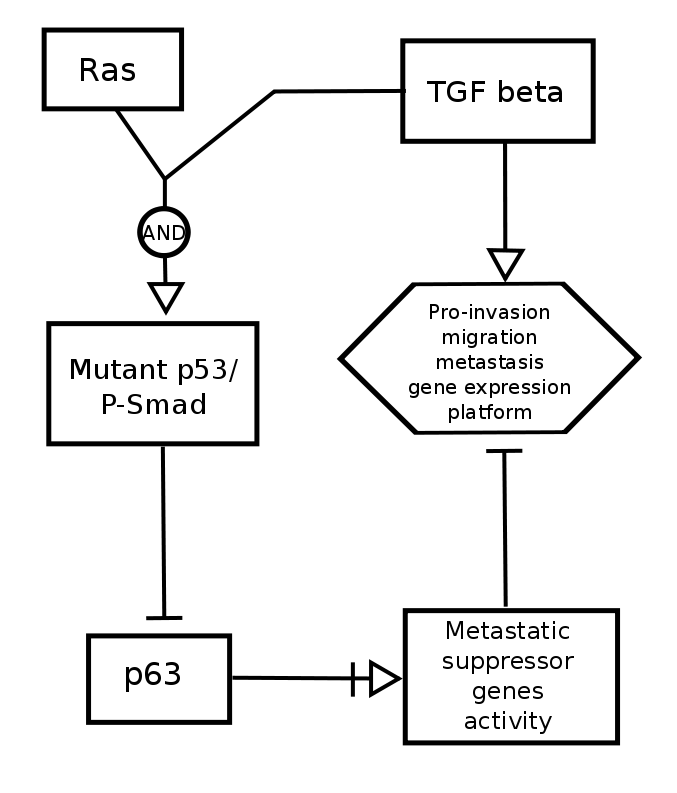 Ras
TGF beta
AND
Mutant p53/
P-Smad
Pro-invasion
migration
metastasis
gene expression
platform
p63
Metastatic
suppressor
genes
activity